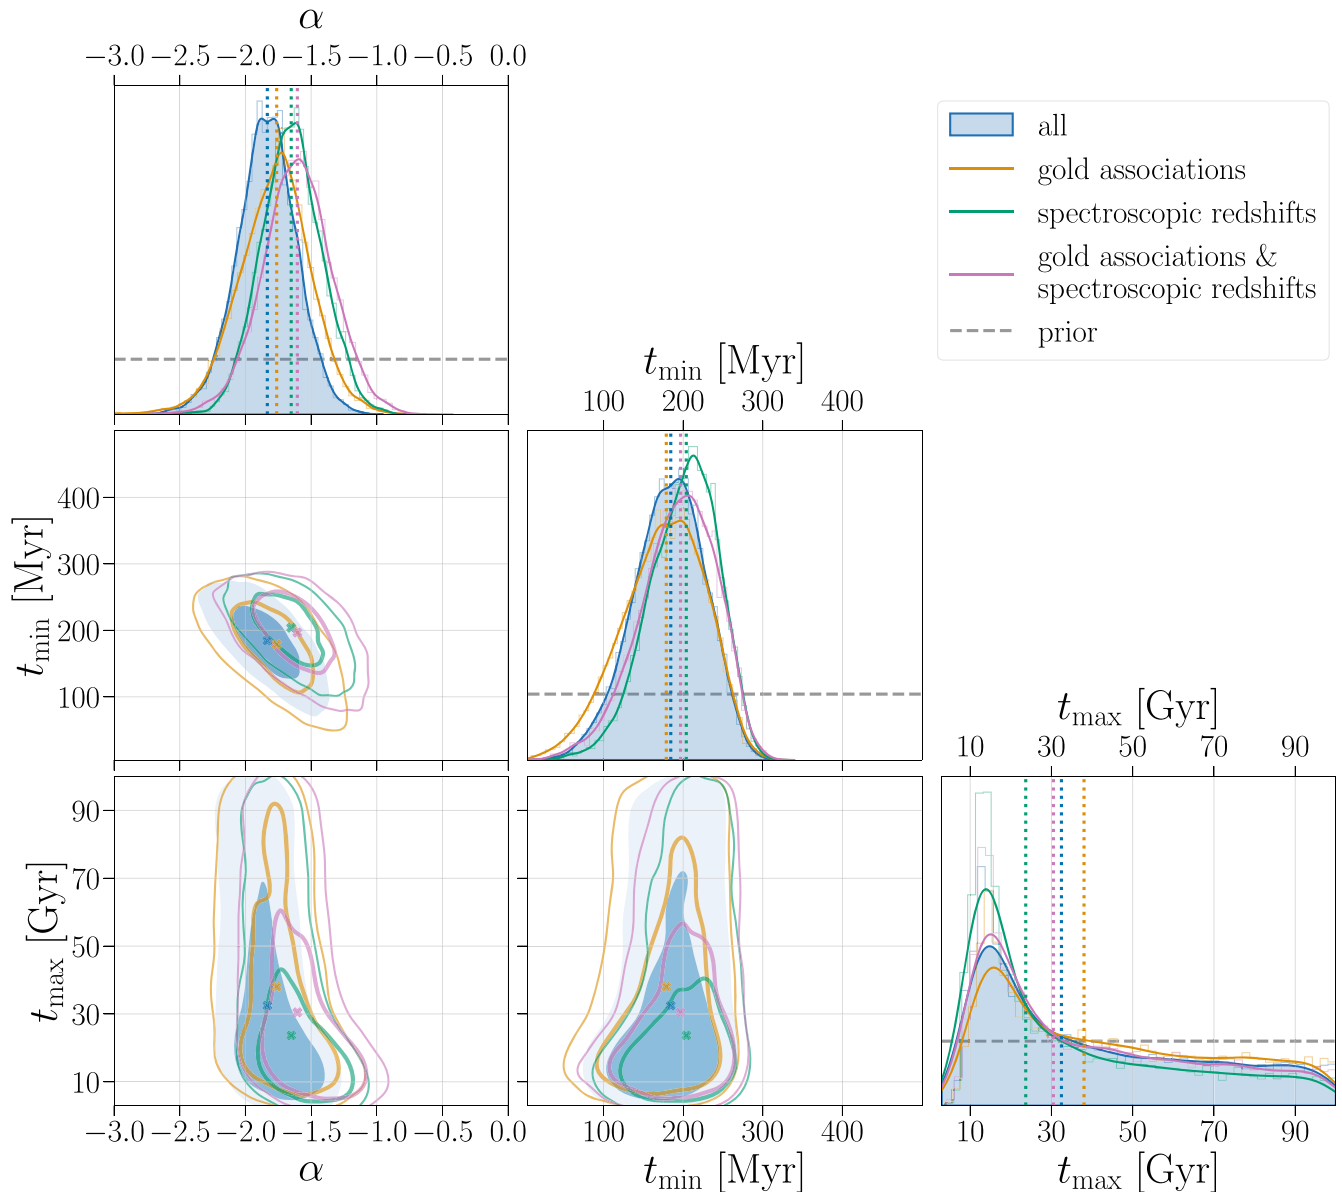 α
−3.0 −2.5 −2.0 −1.5 −1.0 −0.5 0.0
all
gold associations
spectroscopic redshifts
gold associations &
spectroscopic redshifts
prior
t_min [Myr]
100 200 300 400
t_min [Myr]
400
300
200
100
t_max [Gyr]
10 30 50 70 90
t_max [Gyr]
90
70
50
30
10
−3.0 −2.5 −2.0 −1.5 −1.0 −0.5 0.0
100 200 300 400
10 30 50 70 90
α
t_min [Myr]
t_max [Gyr]